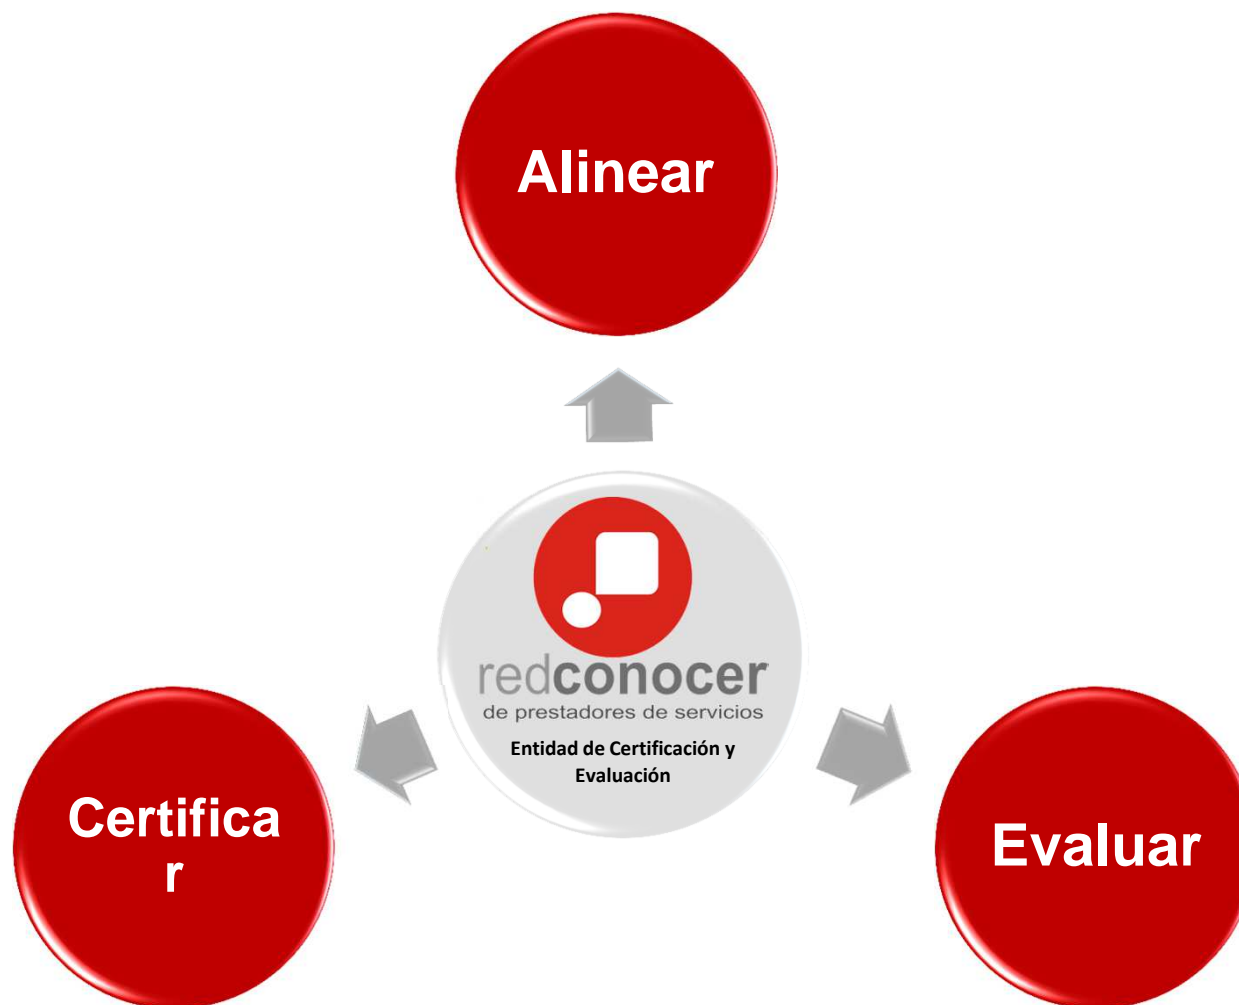 Alinear
redconocer
de prestadores de servicios
Entidad de Certificación y
Evaluación
Certifica
r
Evaluar